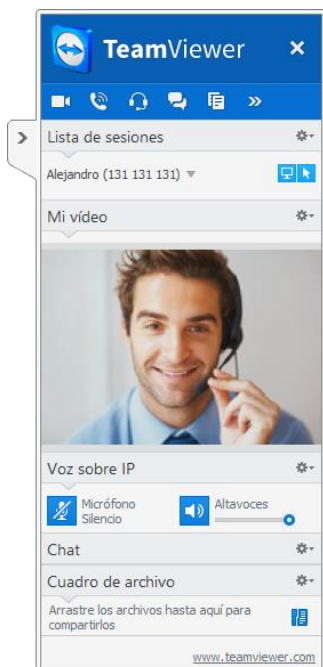 TeamViewer
Lista de sesiones
Alejandro (131 131 131)
Mi vídeo
Voz sobre IP
Micrófono
Silencio
Altavoces
Chat
Cuadro de archivo
Arrastre los archivos hasta aquí para
compartirlos
www.teamviewer.com